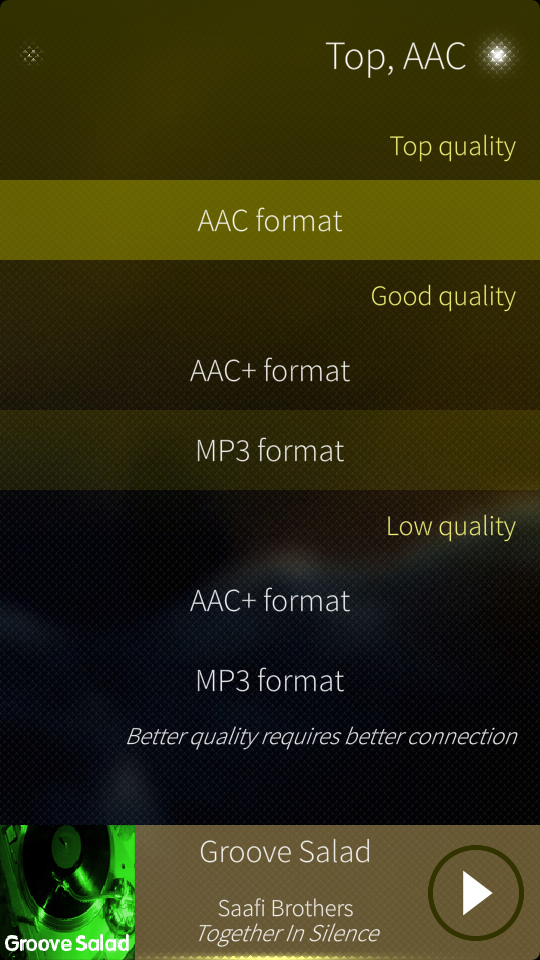 Top, AAC
Top quality
AAC format
Good quality
AAC+ format
MP3 format
Low quality
AAC+ format
MP3 format
Better quality requires better connection
Groove Salad
Groove Salad
Saafi Brothers
Together In Silence